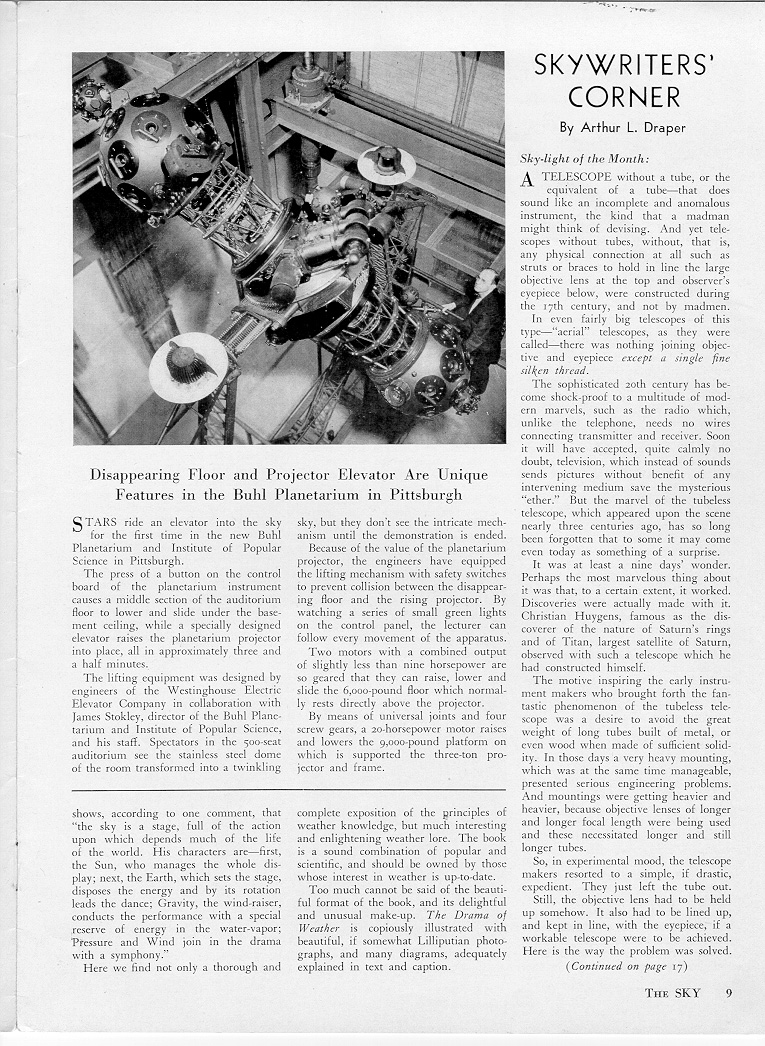 Disappearing Floor and Projector Elevator Are Unique
Features in the Buhl Planetarium in Pittsburgh
STARS ride an elevator into the sky
for the first time in the new Buhl
Planetarium and Institute of Popular
Science in Pittsburgh.
The press of a button on the control
board of the planetarium instrument
causes a middle section of the auditorium
floor to lower and slide under the base-
ment ceiling, while a specially designed
elevator raises the planetarium projector
into place, all in approximately three and
a half minutes.
The lifting equipment was designed by
engineers of the Westinghouse Electric
Elevator Company in collaboration with
James Stokley, director of the Buhl Plane-
tarium and Institute of Popular Science,
and his staff. Spectators in the 500-seat
auditorium see the stainless steel dome
of the room transformed into a twinkling
sky, but they don't see the intricate mech-
anism until the demonstration is ended.
Because of the value of the planetarium
projector, the engineers have equipped
the lifting mechanism with safety switches
to prevent collision between the disappear-
ing floor and the rising projector. By
watching a series of small green lights
on the control panel, the lecturer can
follow every movement of the apparatus.
Two motors with a combined output
of slightly less than nine horsepower are
so geared that they can raise, lower and
slide the 6,000-pound floor which normal-
ly rests directly above the projector.
By means of universal joints and four
screw gears, a 20-horsepower motor raises
and lowers the 9,000-pound platform on
which is supported the three-ton pro-
jector and frame.
shows, according to one comment, that
"the sky is a stage, full of the action
upon which depends much of the life
of the world. His characters are—first,
the Sun, who manages the whole dis-
play; next, the Earth, which sets the stage,
disposes the energy and by its rotation
leads the dance; Gravity, the wind-raiser,
conducts the performance with a special
reserve of energy in the water-vapor;
Pressure and Wind join in the drama
with a symphony."
Here we find not only a thorough and
complete exposition of the principles of
weather knowledge, but much interesting
and enlightening weather lore. The book
is a sound combination of popular and
scientific, and should be owned by those
whose interest in weather is up-to-date.
Too much cannot be said of the beauti-
ful format of the book, and its delightful
and unusual make-up. The Drama of
Weather is copiously illustrated with
beautiful, if somewhat Lilliputian photo-
graphs, and many diagrams, adequately
explained in text and caption.
SKYWRITERS'
CORNER
By Arthur L. Draper
Sky-light of the Month:
A TELESCOPE without a tube, or the
equivalent of a tube—that does
sound like an incomplete and anomalous
instrument, the kind that a madman
might think of devising. And yet tele-
scopes without tubes, without, that is,
any physical connection at all such as
struts or braces to hold in line the large
objective lens at the top and observer's
eyepiece below, were constructed during
the 17th century, and not by madmen.
In even fairly big telescopes of this
type—"aerial" telescopes, as they were
called—there was nothing joining objec-
tive and eyepiece except a single fine
silken thread.
The sophisticated 20th century has be-
come shock-proof to a multitude of mod-
ern marvels, such as the radio which,
unlike the telephone, needs no wires
connecting transmitter and receiver. Soon
it will have accepted, quite calmly no
doubt, television, which instead of sounds
sends pictures without benefit of any
intervening medium save the mysterious
"ether." But the marvel of the tubeless
telescope, which appeared upon the scene
nearly three centuries ago, has so long
been forgotten that to some it may come
even today as something of a surprise.
It was at least a nine days' wonder.
Perhaps the most marvelous thing about
it was that, to a certain extent, it worked.
Discoveries were actually made with it.
Christian Huygens, famous as the dis-
coverer of the nature of Saturn's rings
and of Titan, largest satellite of Saturn,
observed with such a telescope which he
had constructed himself.
The motive inspiring the early instru-
ment makers who brought forth the fan-
tastic phenomenon of the tubeless tele-
scope was a desire to avoid the great
weight of long tubes built of metal, or
even wood when made of sufficient solid-
ity. In those days a very heavy mounting,
which was at the same time manageable,
presented serious engineering problems.
And mountings were getting heavier and
heavier, because objective lenses of longer
and longer focal length were being used
and these necessitated longer and still
longer tubes.
So, in experimental mood, the telescope
makers resorted to a simple, if drastic,
expedient. They just left the tube out.
Still, the objective lens had to be held
up somehow. It also had to be lined up,
and kept in line, with the eyepiece, if a
workable telescope were to be achieved.
Here is the way the problem was solved.
(Continued on page 17)
THE SKY 9